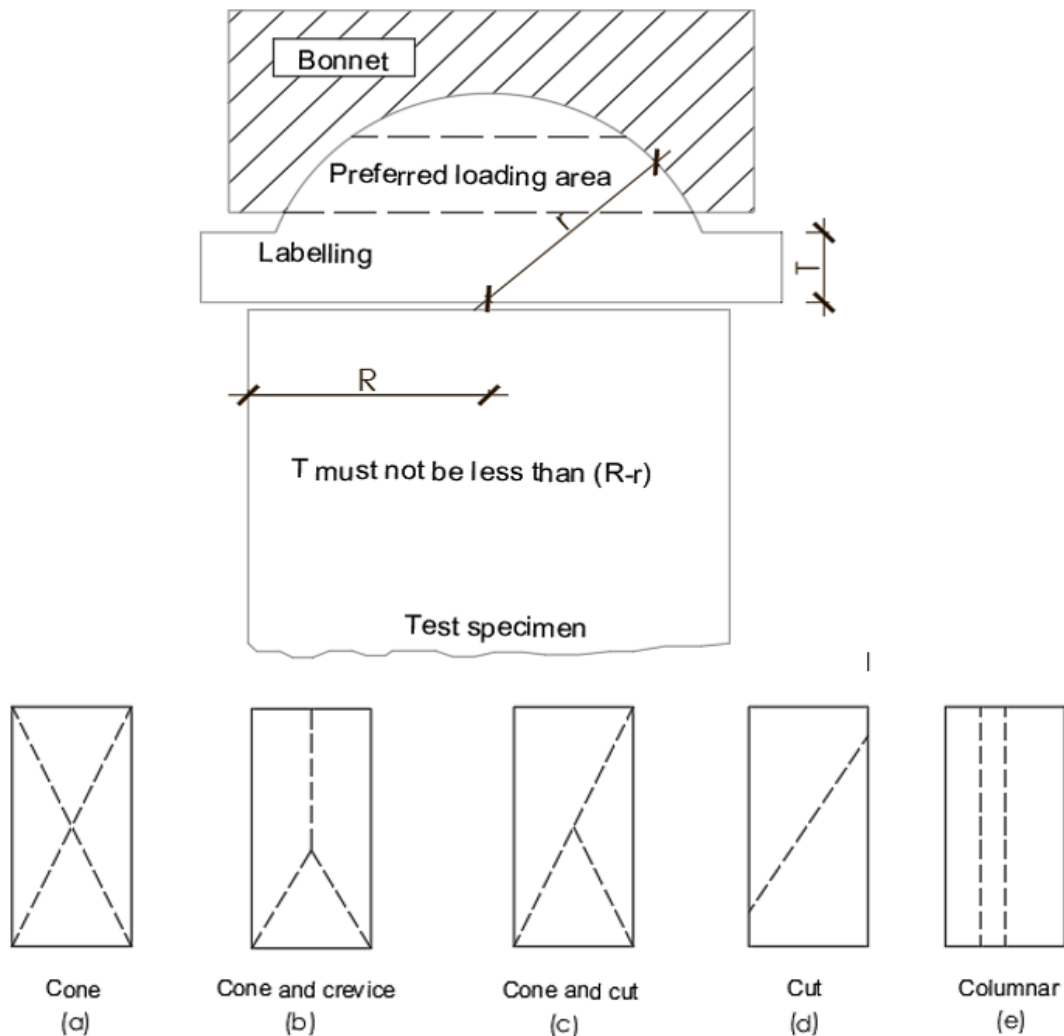 Bonnet
Preferred loading area
r
Labelling
T
R
T must not be less than (R-r)
Test specimen
Cone
(a)
Cone and crevice
(b)
Cone and cut
(c)
Cut
(d)
Columnar
(e)